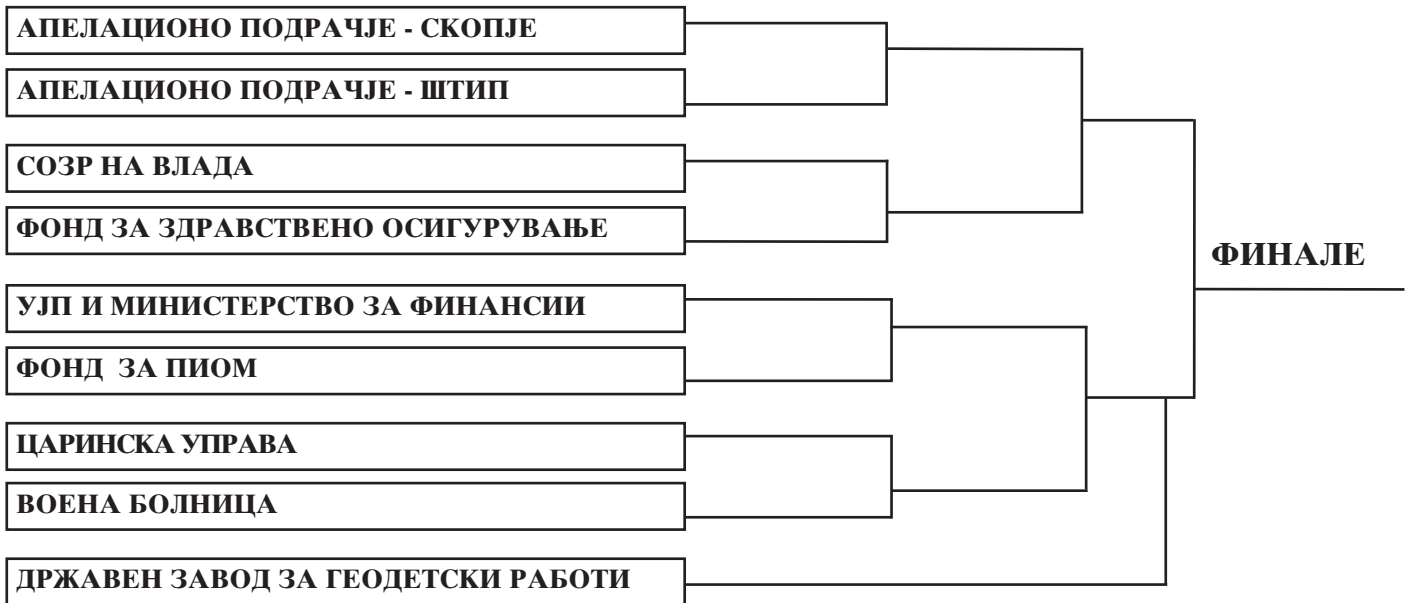 АПЕЛАЦИОНО ПОДРАЧЈЕ - СКОПЈЕ
АПЕЛАЦИОНО ПОДРАЧЈЕ - ШТИП
СОЗР НА ВЛАДА
ФОНД ЗА ЗДРАВСТВЕНО ОСИГУРУВАЊЕ
ФИНАЛЕ
УЈП И МИНИСТЕРСТВО ЗА ФИНАНСИИ
ФОНД ЗА ПИОМ
ЦАРИНСКА УПРАВА
ВОЕНА БОЛНИЦА
ДРЖАВЕН ЗАВОД ЗА ГЕОДЕТСКИ РАБОТИ